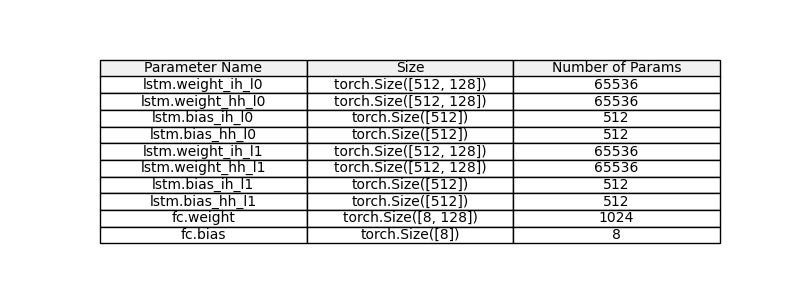 Parameter Name Size Number of Params
lstm.weight_ih_l0 torch.Size([512, 128]) 65536
lstm.weight_hh_l0 torch.Size([512, 128]) 65536
lstm.bias_ih_l0 torch.Size([512]) 512
lstm.bias_hh_l0 torch.Size([512]) 512
lstm.weight_ih_l1 torch.Size([512, 128]) 65536
lstm.weight_hh_l1 torch.Size([512, 128]) 65536
lstm.bias_ih_l1 torch.Size([512]) 512
lstm.bias_hh_l1 torch.Size([512]) 512
fc.weight torch.Size([8, 128]) 1024
fc.bias torch.Size([8]) 8